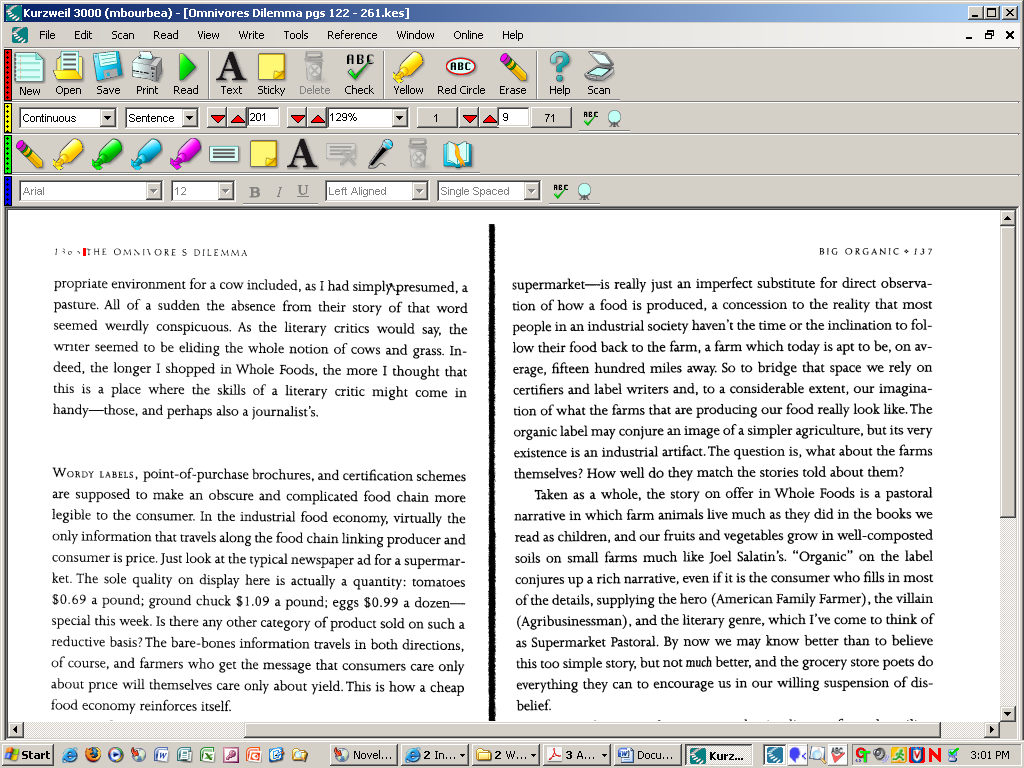 Kurzweil 3000 (mbourbea) - [Omnivores Dilemma pgs 122 - 261.kes]
File Edit Scan Read View Write Tools Reference Window Online Help
ABC ABC
New Open Save Print Read Text Sticky Delete Check Yellow Red Circle Erase Help Scan
Continuous Sentence 201 129% 1 9 71 ABC
A
Arial 12 B I U Left Aligned Single Spaced ABC
THE OMNIVORE'S DILEMMA
propriate environment for a cow included, as I had simply presumed, a
pasture. All of a sudden the absence from their story of that word
seemed weirdly conspicuous. As the literary critics would say, the
writer seemed to be eliding the whole notion of cows and grass. In-
deed, the longer I shopped in Whole Foods, the more I thought that
this is a place where the skills of a literary critic might come in
handy—those, and perhaps also a journalist's.
WORDY LABELS, point-of-purchase brochures, and certification schemes
are supposed to make an obscure and complicated food chain more
legible to the consumer. In the industrial food economy, virtually the
only information that travels along the food chain linking producer and
consumer is price. Just look at the typical newspaper ad for a supermar-
ket. The sole quality on display here is actually a quantity: tomatoes
$0.69 a pound; ground chuck $1.09 a pound; eggs $0.99 a dozen—
special this week. Is there any other category of product sold on such a
reductive basis? The bare-bones information travels in both directions,
of course, and farmers who get the message that consumers care only
about price will themselves care only about yield. This is how a cheap
food economy reinforces itself.
BIG ORGANIC 137
supermarket—is really just an imperfect substitute for direct observa-
tion of how a food is produced, a concession to the reality that most
people in an industrial society haven't the time or the inclination to fol-
low their food back to the farm, a farm which today is apt to be, on av-
erage, fifteen hundred miles away. So to bridge that space we rely on
certifiers and label writers and, to a considerable extent, our imagina-
tion of what the farms that are producing our food really look like. The
organic label may conjure an image of a simpler agriculture, but its very
existence is an industrial artifact. The question is, what about the farms
themselves? How well do they match the stories told about them?
Taken as a whole, the story on offer in Whole Foods is a pastoral
narrative in which farm animals live much as they did in the books we
read as children, and our fruits and vegetables grow in well-composted
soils on small farms much like Joel Salatin's. "Organic" on the label
conjures up a rich narrative, even if it is the consumer who fills in most
of the details, supplying the hero (American Family Farmer), the villain
(Agribusinessman), and the literary genre, which I've come to think of
as Supermarket Pastoral. By now we may know better than to believe
this too simple story, but not much better, and the grocery store poets do
everything they can to encourage us in our willing suspension of dis-
belief.
Start Novel... 2 In... 2 W... 3 A... Docu... Kurz... 3:01 PM